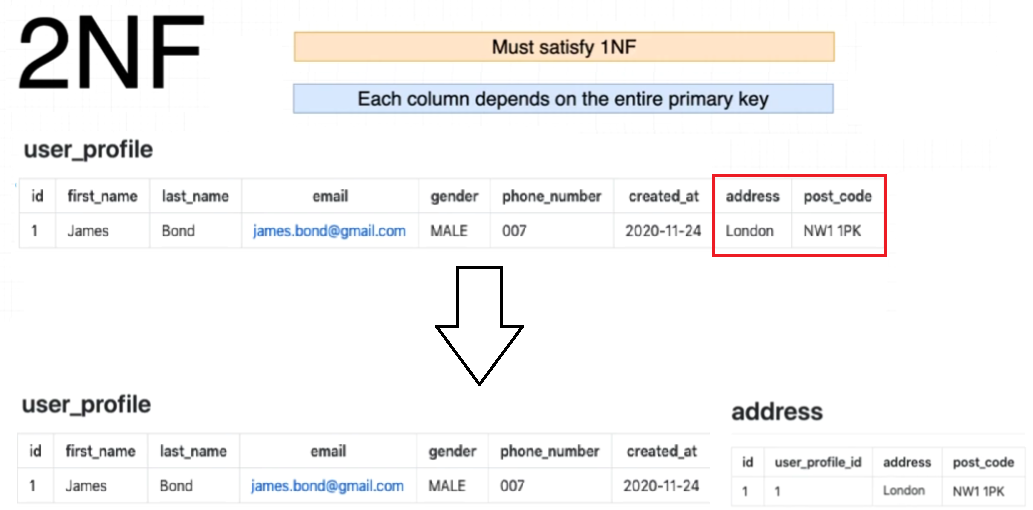 2NF
Must satisfy 1NF
Each column depends on the entire primary key
user_profile
id first_name last_name email gender phone_number created_at address post_code
1 James Bond james.bond@gmail.com MALE 007 2020-11-24 London NW1 1PK
user_profile
id first_name last_name email gender phone_number created_at
1 James Bond james.bond@gmail.com MALE 007 2020-11-24
address
id user_profile_id address post_code
1 1 London NW1 1PK